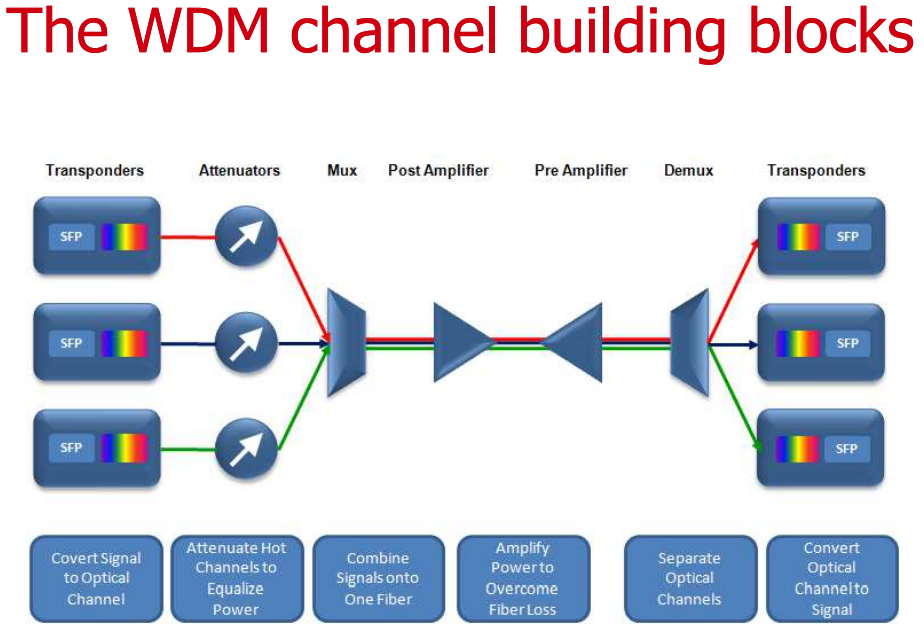 The WDM channel building blocks
Transponders Attenuators Mux Post Amplifier Pre Amplifier Demux Transponders
SFP SFP
SFP SFP
SFP SFP
Covert Signal
to Optical
Channel
Attenuate Hot
Channels to
Equalize
Power
Combine
Signals onto
One Fiber
Amplify
Power to
Overcome
Fiber Loss
Separate
Optical
Channels
Convert
Optical
Channel to
Signal